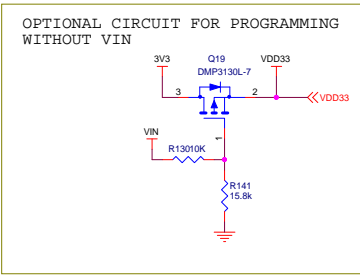 OPTIONAL CIRCUIT FOR PROGRAMMING
WITHOUT VIN
3V3
Q19
VDD33
DMP3130L-7
3
2
VDD33
1
VIN
R13010K
R141
15.8k